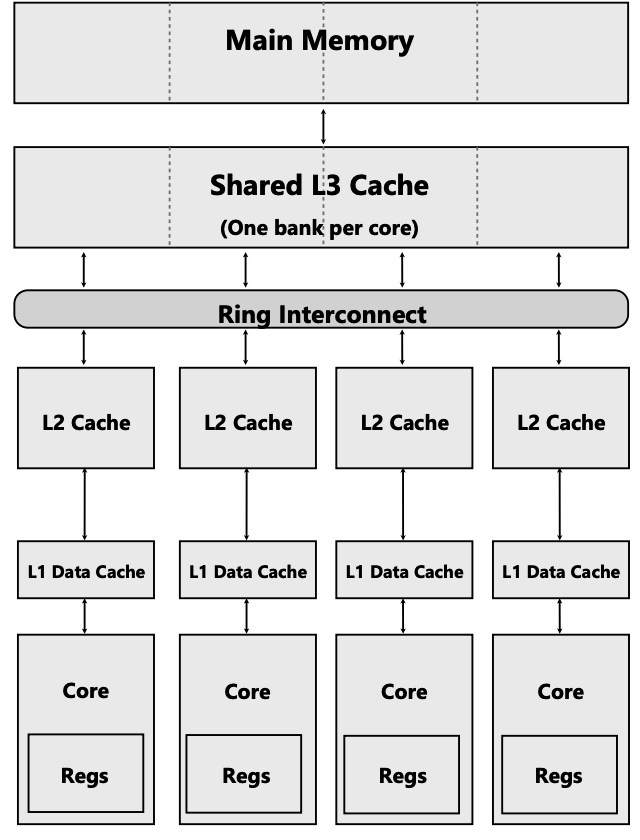 Main Memory
Shared L3 Cache
(One bank per core)
Ring Interconnect
L2 Cache
L2 Cache
L2 Cache
L2 Cache
L1 Data Cache
L1 Data Cache
L1 Data Cache
L1 Data Cache
Core
Core
Core
Core
Regs
Regs
Regs
Regs